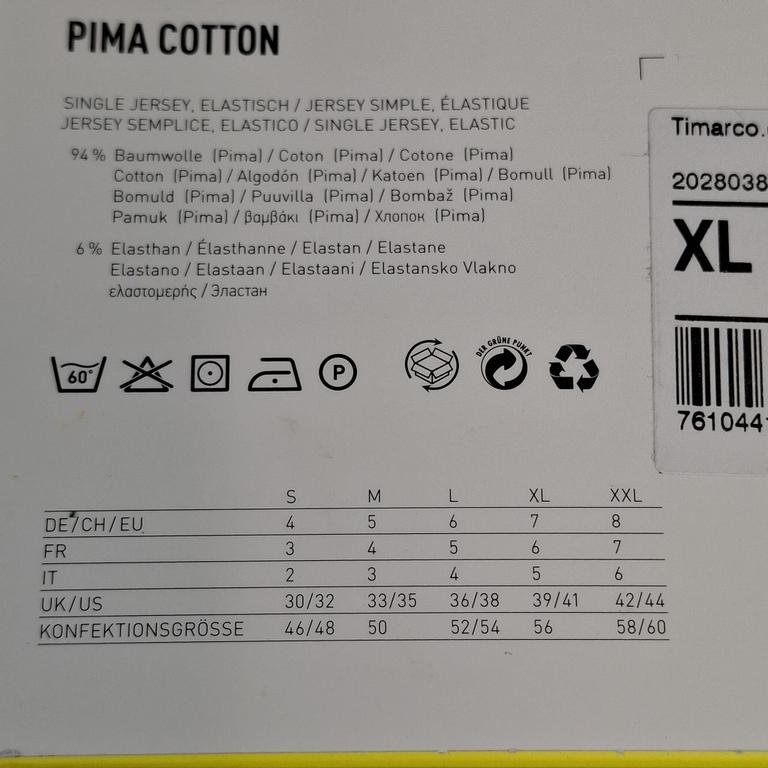 PIMA COTTON
SINGLE JERSEY, ELASTISCH / JERSEY SIMPLE, ÉLASTIQUE
JERSEY SEMPLICE, ELASTICO / SINGLE JERSEY, ELASTIC
94 % Baumwolle (Pima) / Coton (Pima) / Cotone (Pima)
Cotton (Pima) / Algodón (Pima) / Katoen (Pima) / Bomull (Pima)
Bomuld (Pima) / Puuvilla (Pima) / Bombaž (Pima)
Pamuk (Pima) / βαμβάκι (Pima) / Хлопок (Pima)
6 % Elasthan / Élasthanne / Elastan / Elastane
Elastano / Elastaan / Elastaani / Elastansko Vlakno
ελαστομερής / Эластан
60°
P
DER GRÜNE PUNKT
Timarco.
2028038
XL
761044
S M L XL XXL
DE/CH/EU 4 5 6 7 8
FR 3 4 5 6 7
IT 2 3 4 5 6
UK/US 30/32 33/35 36/38 39/41 42/44
KONFEKTIONSGRÖSSE 46/48 50 52/54 56 58/60